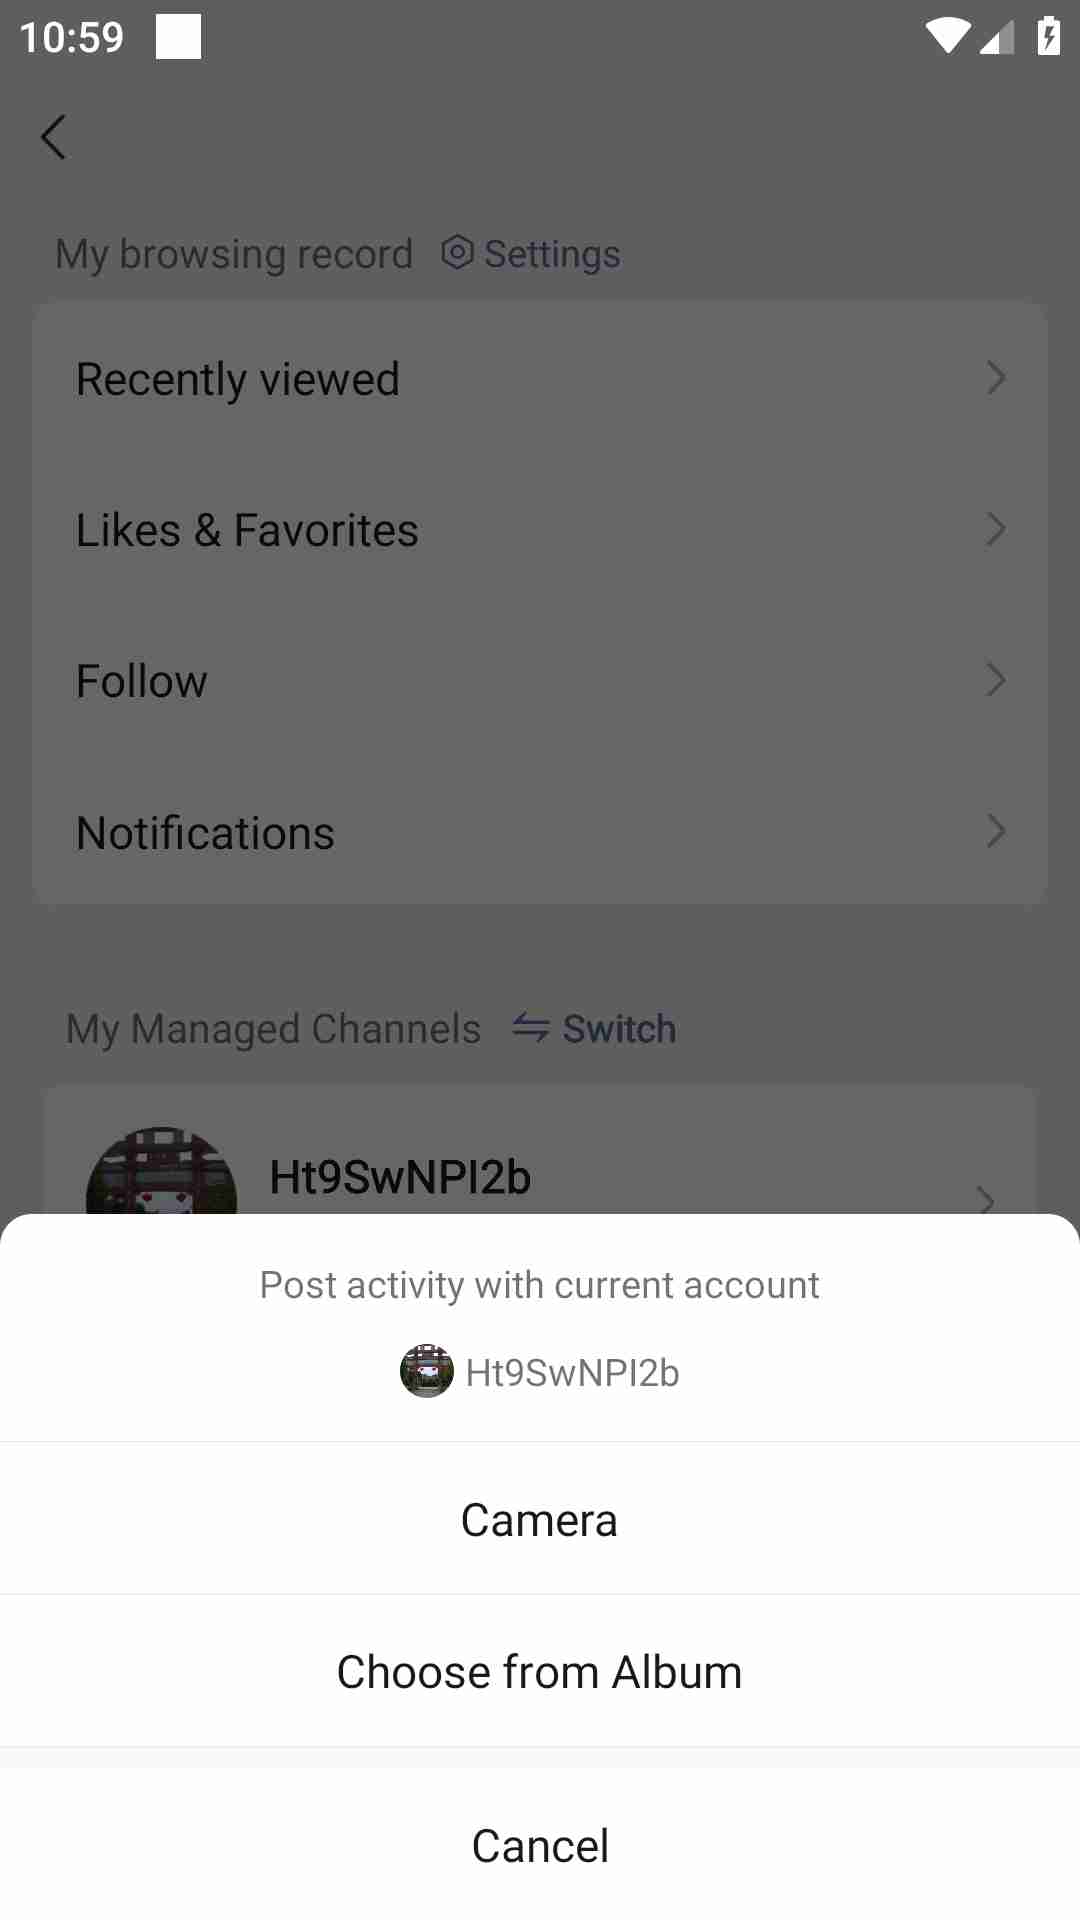 10:59
My browsing record Settings
Recently viewed
Likes & Favorites
Follow
Notifications
My Managed Channels Switch
Ht9SwNPI2b
Post activity with current account
Ht9SwNPI2b
Camera
Choose from Album
Cancel